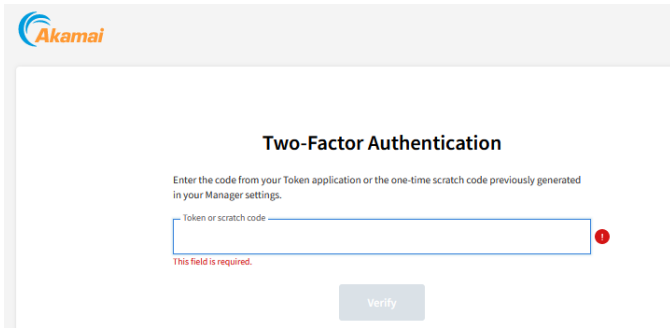 Akamai
Two-Factor Authentication
Enter the code from your Token application or the one-time scratch code previously generated
in your Manager settings.
Token or scratch code
This field is required.
Verify